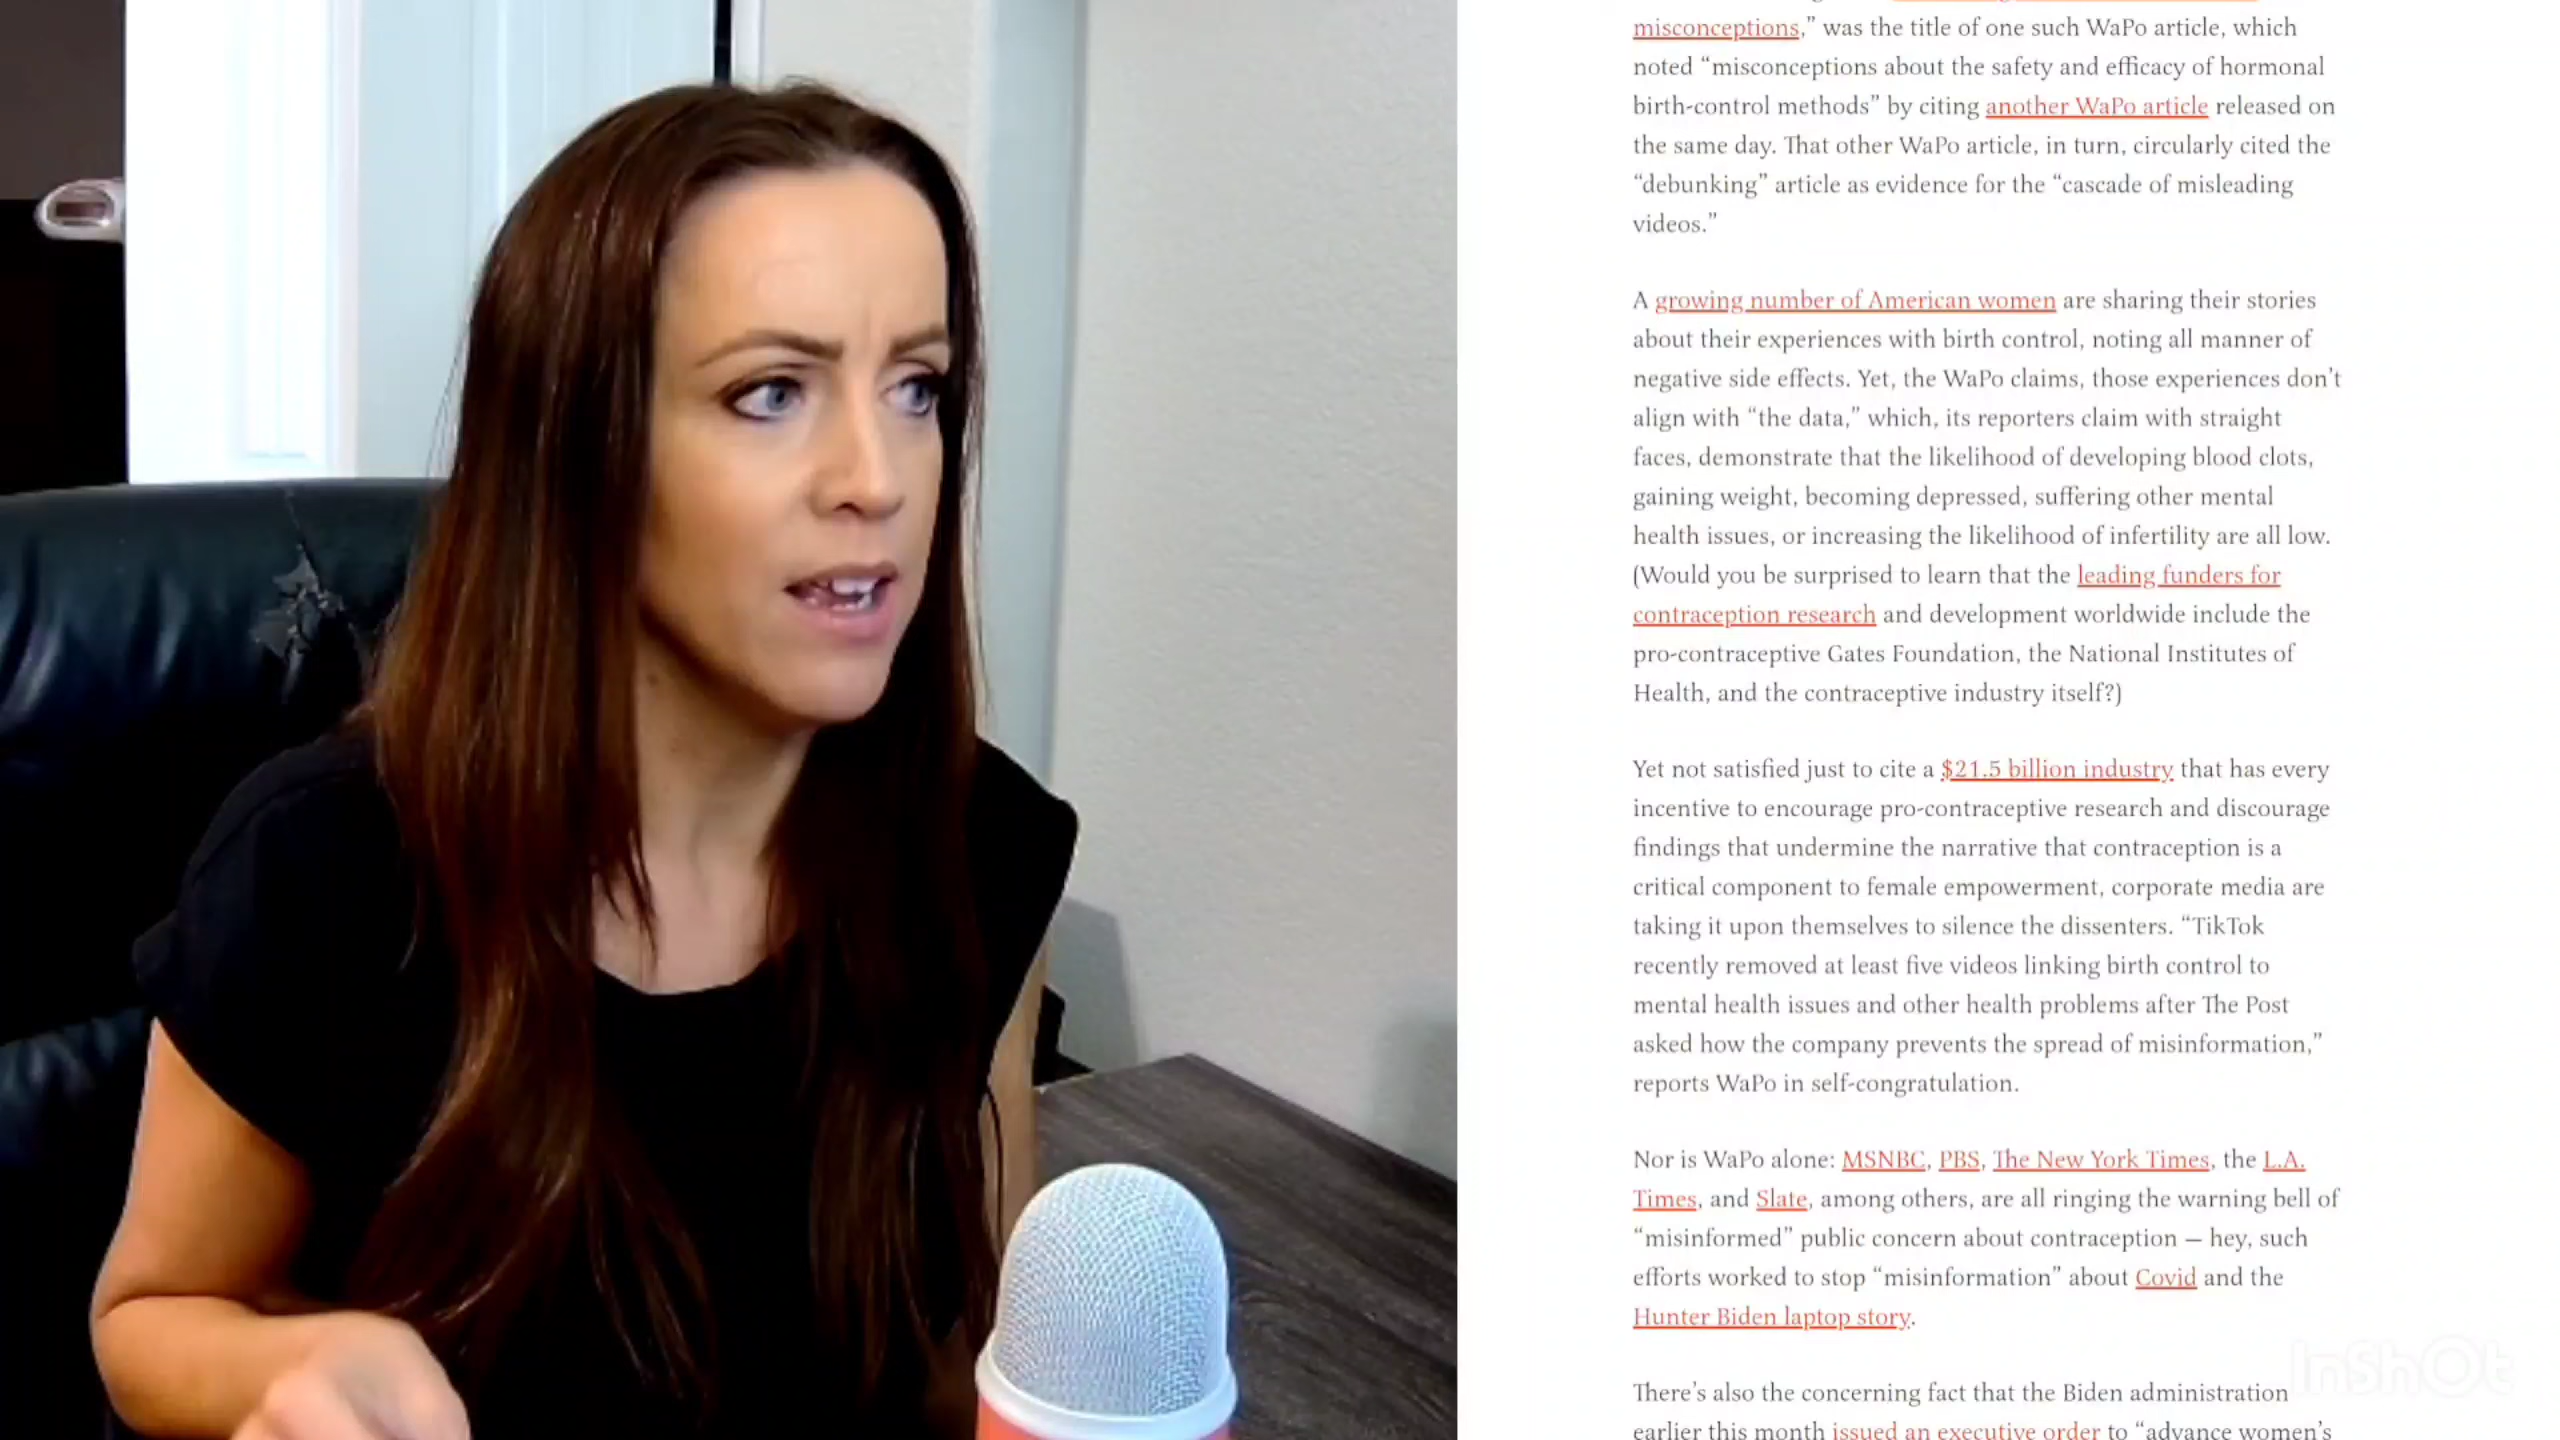 misconceptions,” was the title of one such WaPo article, which
noted “misconceptions about the safety and efficacy of hormonal
birth-control methods” by citing another WaPo article released on
the same day. That other WaPo article, in turn, circularly cited the
“debunking” article as evidence for the “cascade of misleading
videos.”
A growing number of American women are sharing their stories
about their experiences with birth control, noting all manner of
negative side effects. Yet, the WaPo claims, those experiences don’t
align with “the data,” which, its reporters claim with straight
faces, demonstrate that the likelihood of developing blood clots,
gaining weight, becoming depressed, suffering other mental
health issues, or increasing the likelihood of infertility are all low.
(Would you be surprised to learn that the leading funders for
contraception research and development worldwide include the
pro-contraceptive Gates Foundation, the National Institutes of
Health, and the contraceptive industry itself?)
Yet not satisfied just to cite a $21.5 billion industry that has every
incentive to encourage pro-contraceptive research and discourage
findings that undermine the narrative that contraception is a
critical component to female empowerment, corporate media are
taking it upon themselves to silence the dissenters. “TikTok
recently removed at least five videos linking birth control to
mental health issues and other health problems after The Post
asked how the company prevents the spread of misinformation,”
reports WaPo in self-congratulation.
Nor is WaPo alone: MSNBC, PBS, The New York Times, the L.A.
Times, and Slate, among others, are all ringing the warning bell of
“misinformed” public concern about contraception — hey, such
efforts worked to stop “misinformation” about Covid and the
Hunter Biden laptop story.
There’s also the concerning fact that the Biden administration
earlier this month issued an executive order to “advance women’s
InShOt